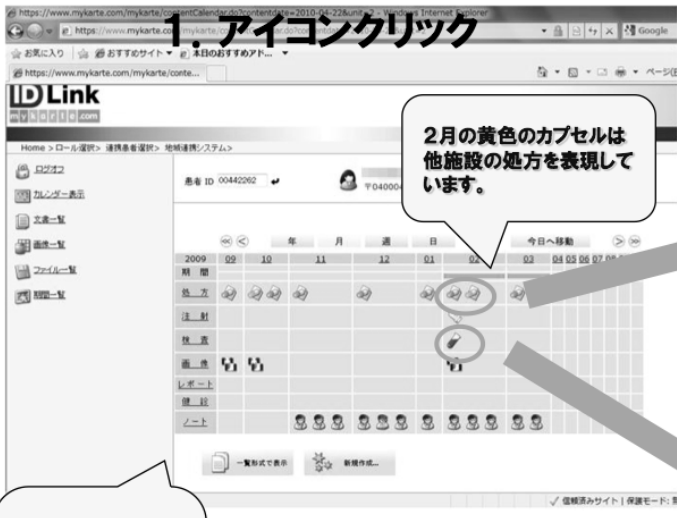 https://www.mykarte.com/mykarte/contentCalendar.do?contentdate=2010-04-22&unit=2 - Windows Internet Explorer
1. アイコンクリック
Google
お気に入り おすすめサイト 本日のおすすめアド...
https://www.mykarte.com/mykarte/conte...
ID Link
mykarte.com
Home > ロール選択> 連携患者選択> 地域連携システム>
2月の黄色のカプセルは
他施設の処方を表現して
います。
ログオフ
カレンダー表示
文書一覧
画像一覧
ファイル一覧
期間一覧
患者 ID 00442262
〒04000
年 月 週 日 今日へ移動
2009 09 10 11 12 01 02 03 04 05 06 07
期 間
処 方
注 射
検 査
画 像
レポート
健 診
ノート
一覧形式で表示 新規作成...
信頼済みサイト | 保護モード: